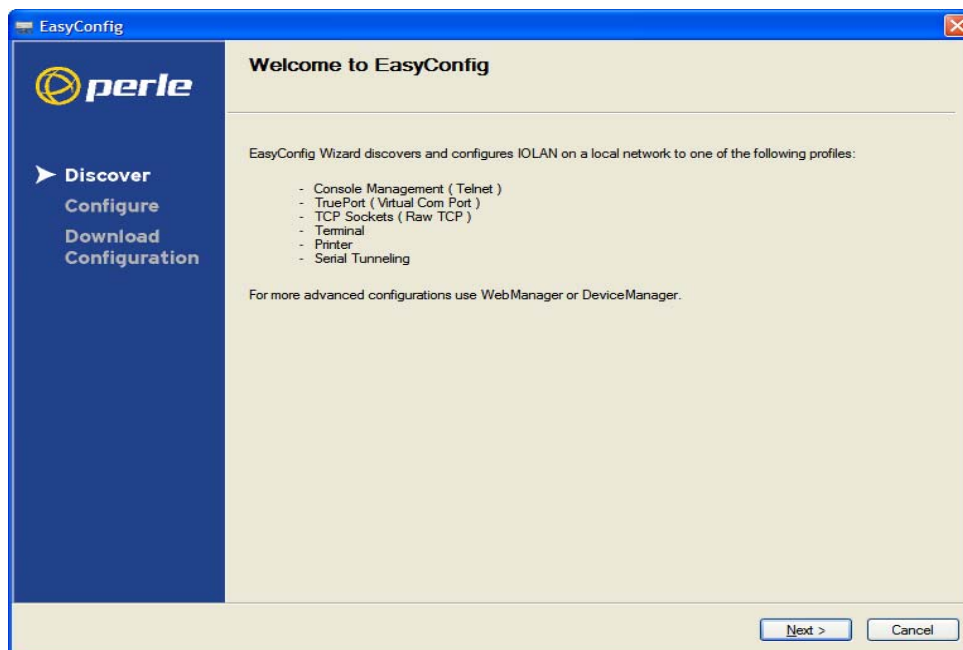 EasyConfig
perle
Discover
Configure
Download
Configuration
Welcome to EasyConfig
EasyConfig Wizard discovers and configures IOLAN on a local network to one of the following profiles:
- Console Management ( Telnet )
- TruePort ( Virtual Com Port )
- TCP Sockets ( Raw TCP )
- Terminal
- Printer
- Serial Tunneling
For more advanced configurations use WebManager or DeviceManager.
Next >
Cancel